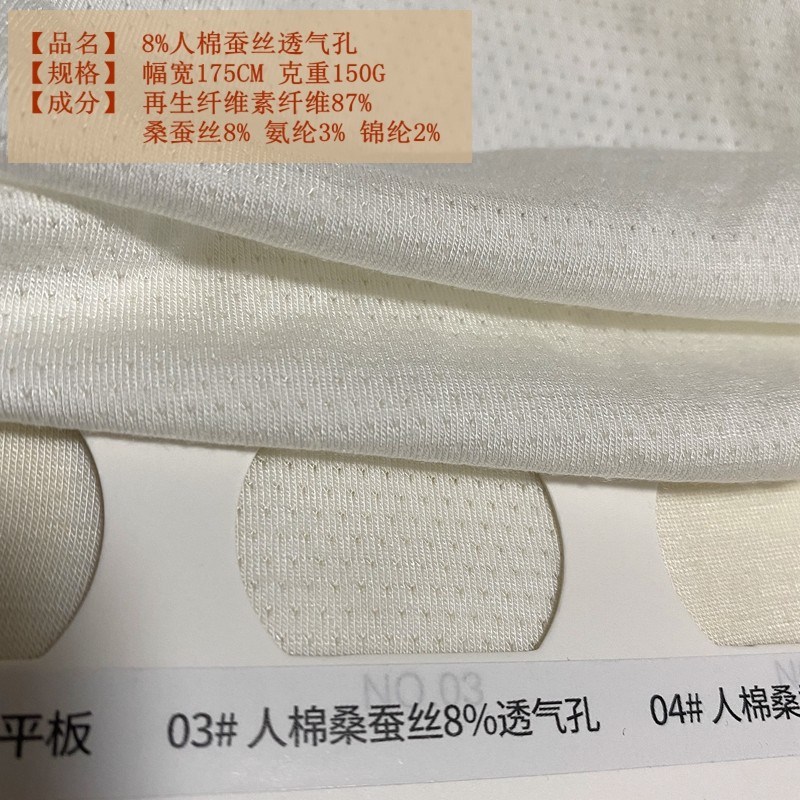 【品名】 8%人棉蚕丝透气孔
【规格】 幅宽175CM 克重150G
【成分】 再生纤维素纤维87%
桑蚕丝8% 氨纶3% 锦纶2%
NO.03
平板 03# 人棉桑蚕丝8%透气孔 04# 人棉桑